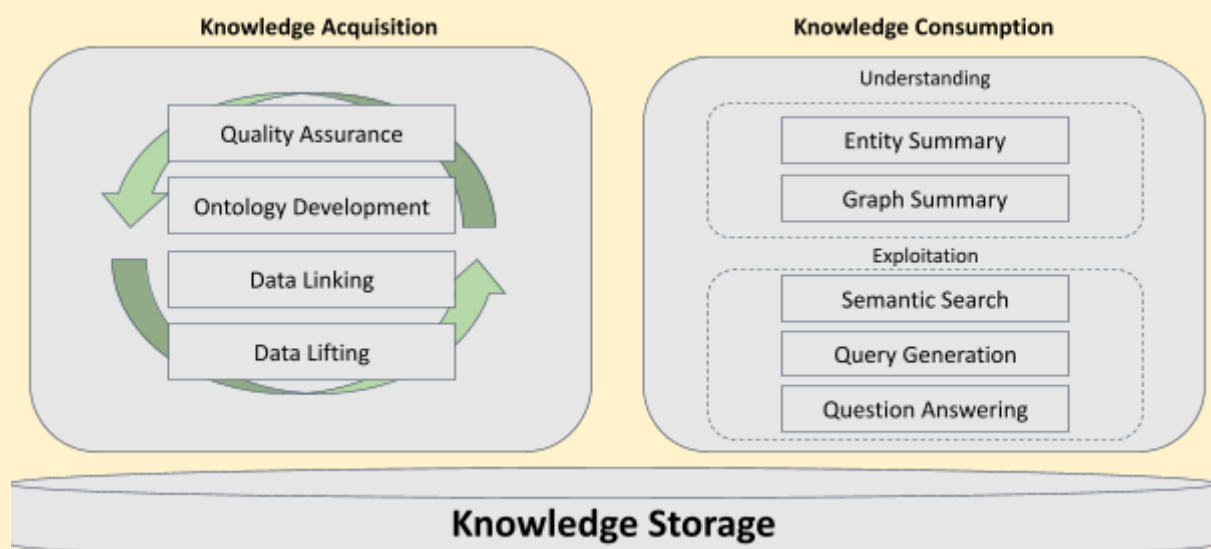 Knowledge Acquisition
Quality Assurance
Ontology Development
Data Linking
Data Lifting
Knowledge Consumption
Understanding
Entity Summary
Graph Summary
Exploitation
Semantic Search
Query Generation
Question Answering
Knowledge Storage